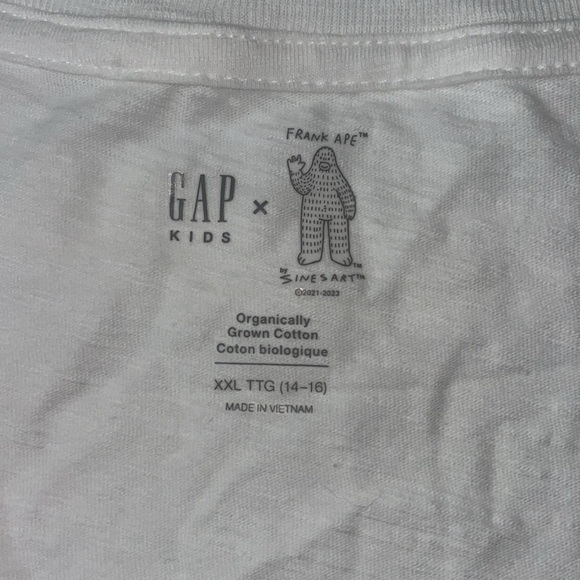 FRANK APE™
GAP ×
KIDS
™
by SINESART™
©2021-2023
Organically
Grown Cotton
Coton biologique
XXL TTG (14–16)
MADE IN VIETNAM